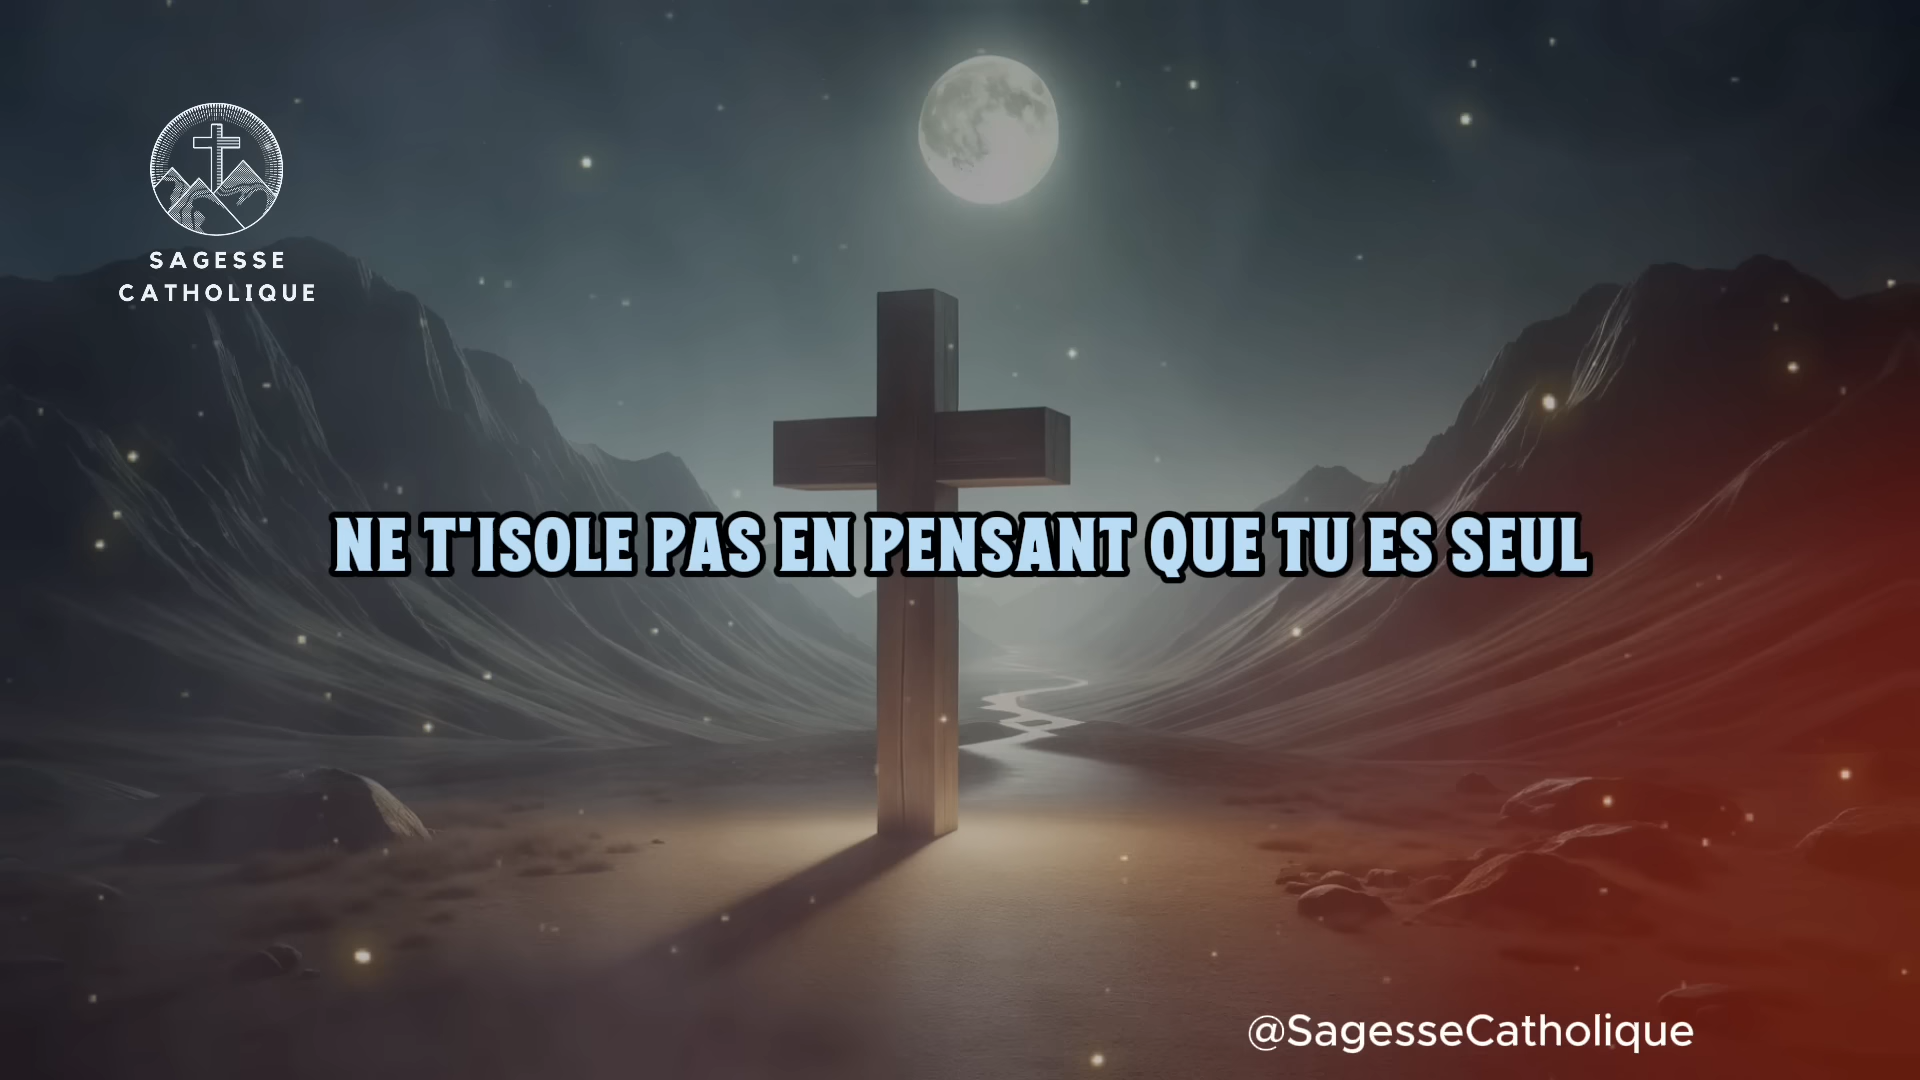 SAGESSE
CATHOLIQUE
NE T'ISOLE PAS EN PENSANT QUE TU ES SEUL
@SagesseCatholique